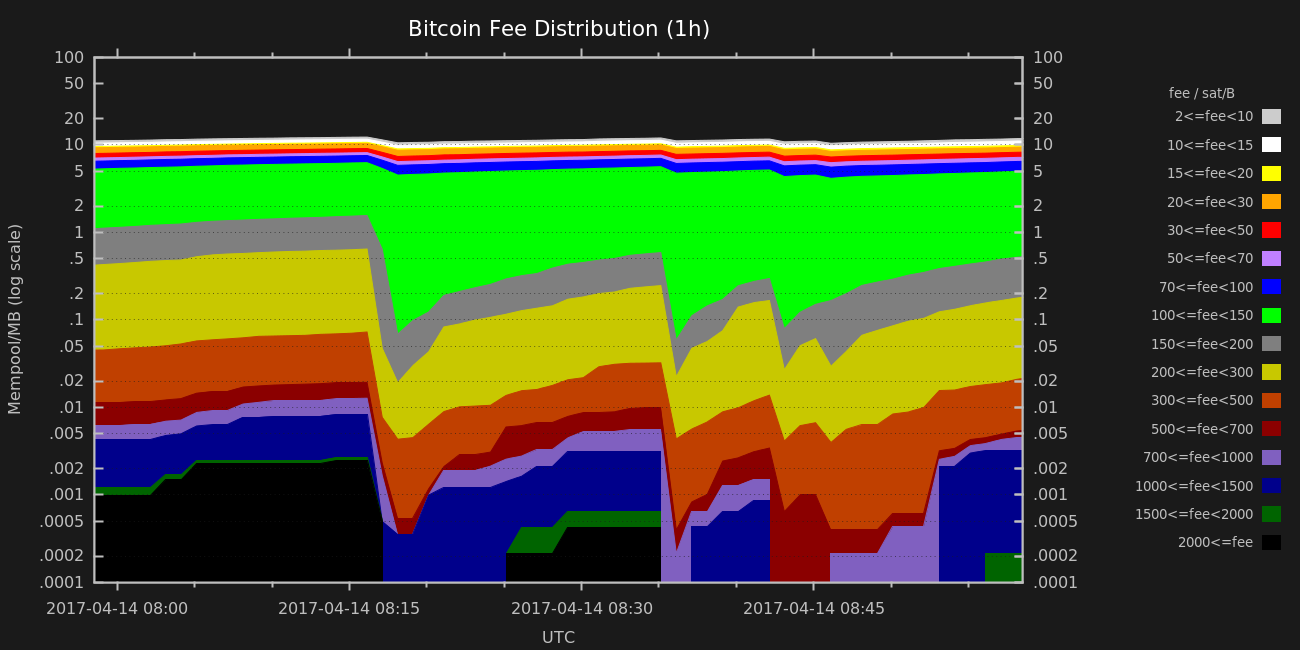 Bitcoin Fee Distribution (1h)
100
50
20
10
5
2
1
.5
.2
.1
.05
.02
.01
.005
.002
.001
.0005
.0002
.0001
Mempool/MB (log scale)
100
50
20
10
5
2
1
.5
.2
.1
.05
.02
.01
.005
.002
.001
.0005
.0002
.0001
2017-04-14 08:00 2017-04-14 08:15 2017-04-14 08:30 2017-04-14 08:45
UTC
fee / sat/B
2<=fee<10
10<=fee<15
15<=fee<20
20<=fee<30
30<=fee<50
50<=fee<70
70<=fee<100
100<=fee<150
150<=fee<200
200<=fee<300
300<=fee<500
500<=fee<700
700<=fee<1000
1000<=fee<1500
1500<=fee<2000
2000<=fee